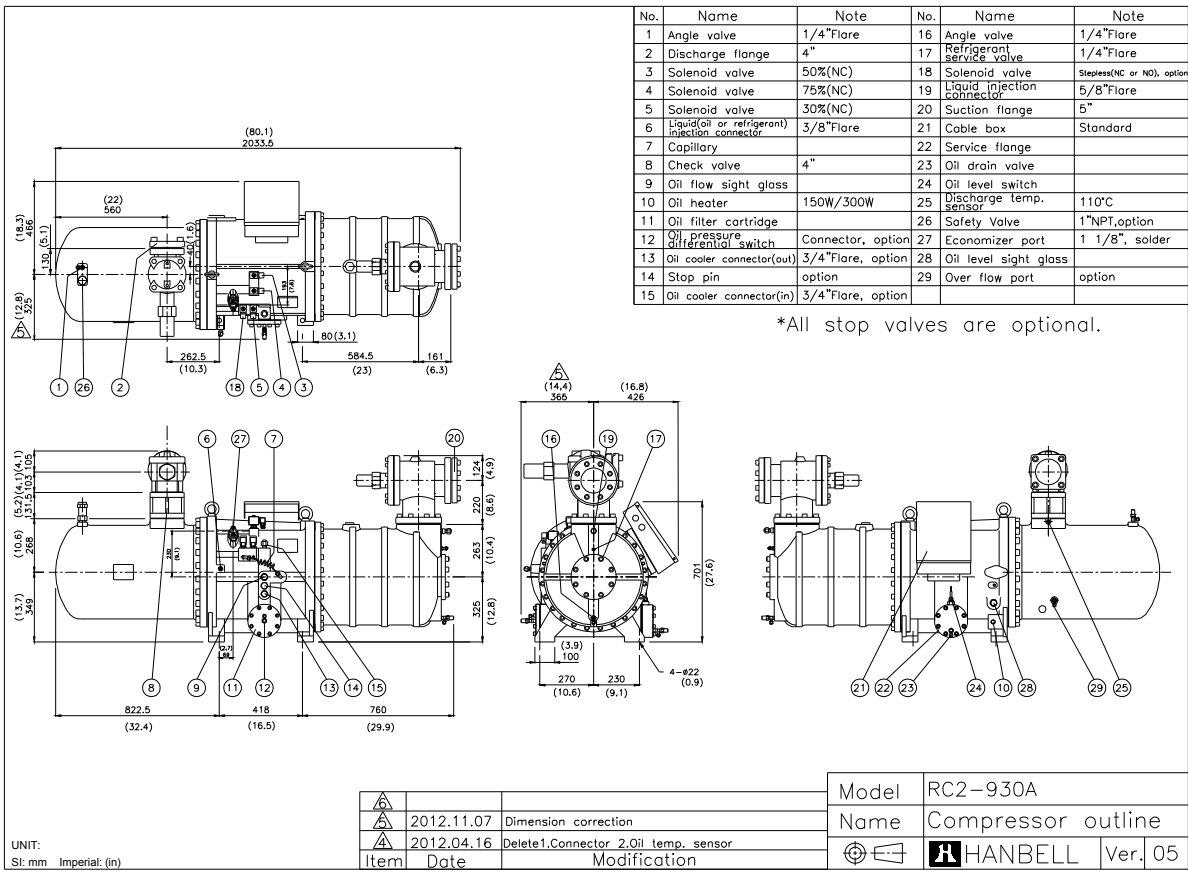 No. Name Note No. Name Note
1 Angle valve 1/4"Flare 16 Angle valve 1/4"Flare
2 Discharge flange 4" 17 Refrigerant service valve 1/4"Flare
3 Solenoid valve 50%(NC) 18 Solenoid valve Stepless(NC or NO), option
4 Solenoid valve 75%(NC) 19 Liquid injection connector 5/8"Flare
5 Solenoid valve 30%(NC) 20 Suction flange 5"
6 Liquid(oil or refrigerant) injection connector 3/8"Flare 21 Cable box Standard
7 Capillary 22 Service flange
8 Check valve 4" 23 Oil drain valve
9 Oil flow sight glass 24 Oil level switch
10 Oil heater 150W/300W 25 Discharge temp. sensor 110°C
11 Oil filter cartridge 26 Safety Valve 1"NPT,option
12 Oil pressure differential switch Connector, option 27 Economizer port 1 1/8", solder
13 Oil cooler connector(out) 3/4"Flare, option 28 Oil level sight glass
14 Stop pin option 29 Over flow port option
15 Oil cooler connector(in) 3/4"Flare, option
*All stop valves are optional.
(80.1)
2033.5
(22)
560
(18.3)
466
130 (5.1)
40(1.6)
193
(7.6)
(12.8)
325
5
80(3.1)
262.5
(10.3)
584.5
(23)
161
(6.3)
1 26 2 18 5 4 3
5
(14,4)
365
(16.8)
426
6 27 7 20
16 19 17
(4.1)
105
(4.1)
103
(5.2)
131.5
(10.6)
268
(13.7)
349
230
(9.1)
124
(4.9)
220
(8.6)
263
(10.4)
325
(12.8)
701
(27.6)
(2.7)
69
(3.9)
100
4-ø22
(0.9)
270
(10.6)
230
(9.1)
8 9 11 12 13 14 15
21 22 23 24 10 28 29 25
822.5
(32.4)
418
(16.5)
760
(29.9)
6
5 2012.11.07 Dimension correction
4 2012.04.16 Delete1.Connector 2.Oil temp. sensor
Item Date Modification
Model RC2-930A
Name Compressor outline
HANBELL Ver. 05
UNIT:
SI: mm Imperial: (in)